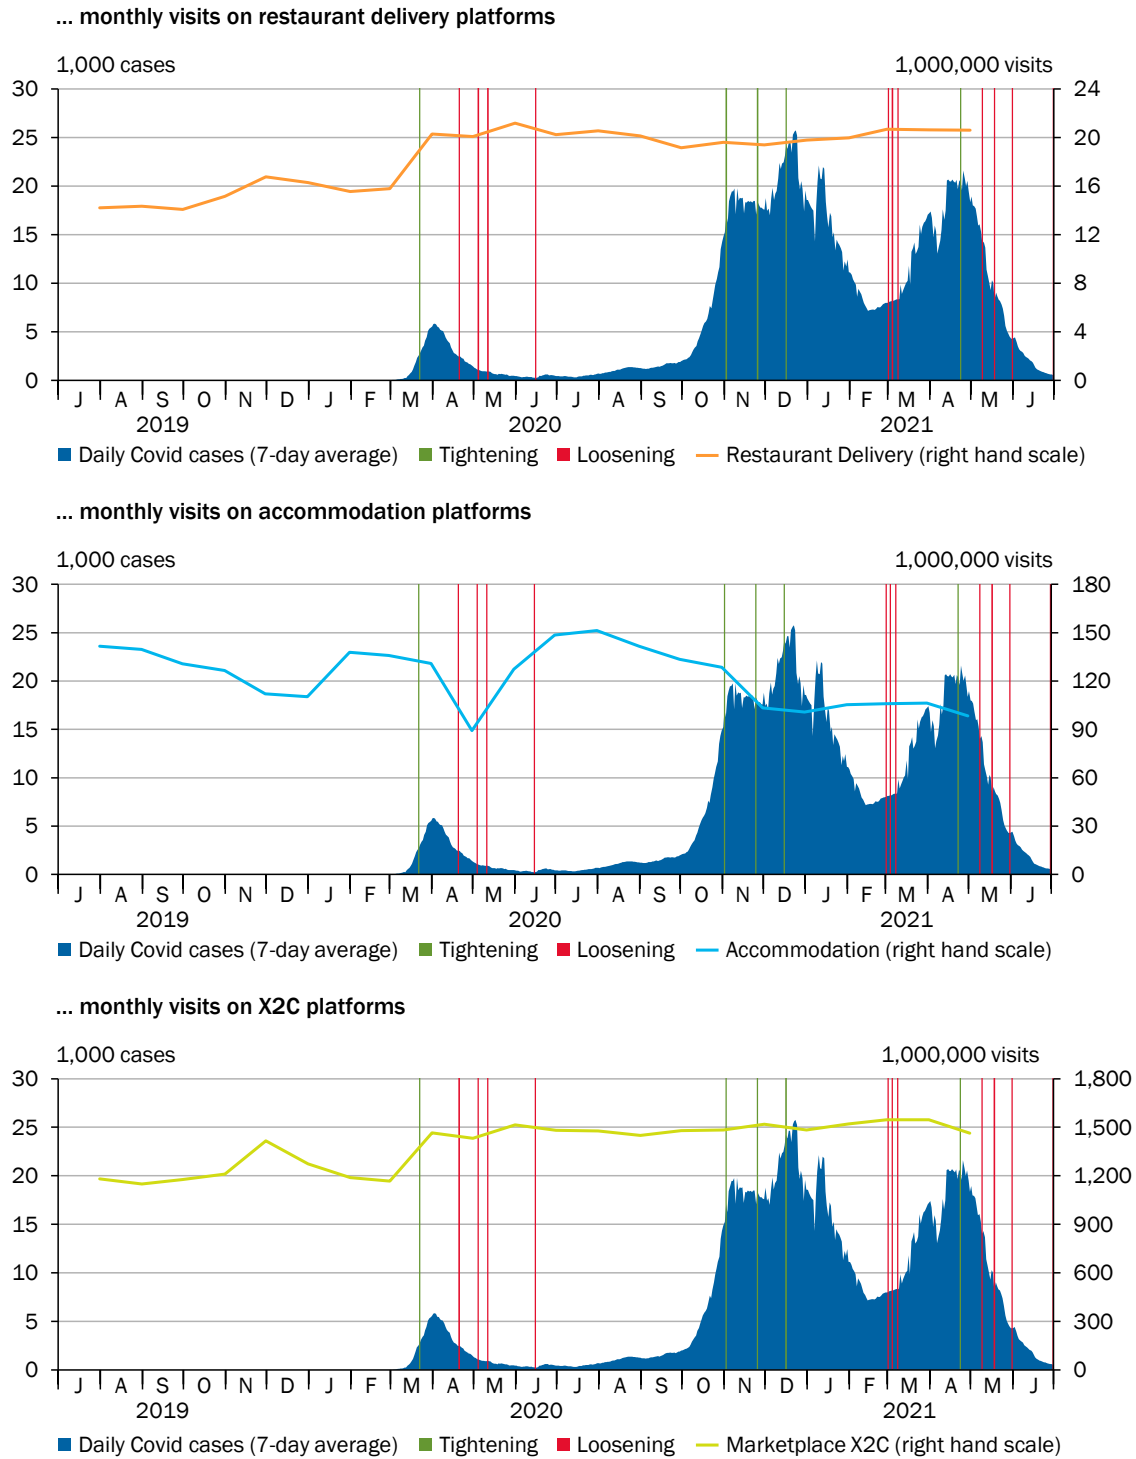 ... monthly visits on restaurant delivery platforms
1,000 cases 1,000,000 visits
30 24
25 20
20 16
15 12
10 8
5 4
0 0
J A S O N D J F M A M J J A S O N D J F M A M J
2019 2020 2021
Daily Covid cases (7-day average) Tightening Loosening Restaurant Delivery (right hand scale)
... monthly visits on accommodation platforms
1,000 cases 1,000,000 visits
30 180
25 150
20 120
15 90
10 60
5 30
0 0
J A S O N D J F M A M J J A S O N D J F M A M J
2019 2020 2021
Daily Covid cases (7-day average) Tightening Loosening Accommodation (right hand scale)
... monthly visits on X2C platforms
1,000 cases 1,000,000 visits
30 1,800
25 1,500
20 1,200
15 900
10 600
5 300
0 0
J A S O N D J F M A M J J A S O N D J F M A M J
2019 2020 2021
Daily Covid cases (7-day average) Tightening Loosening Marketplace X2C (right hand scale)